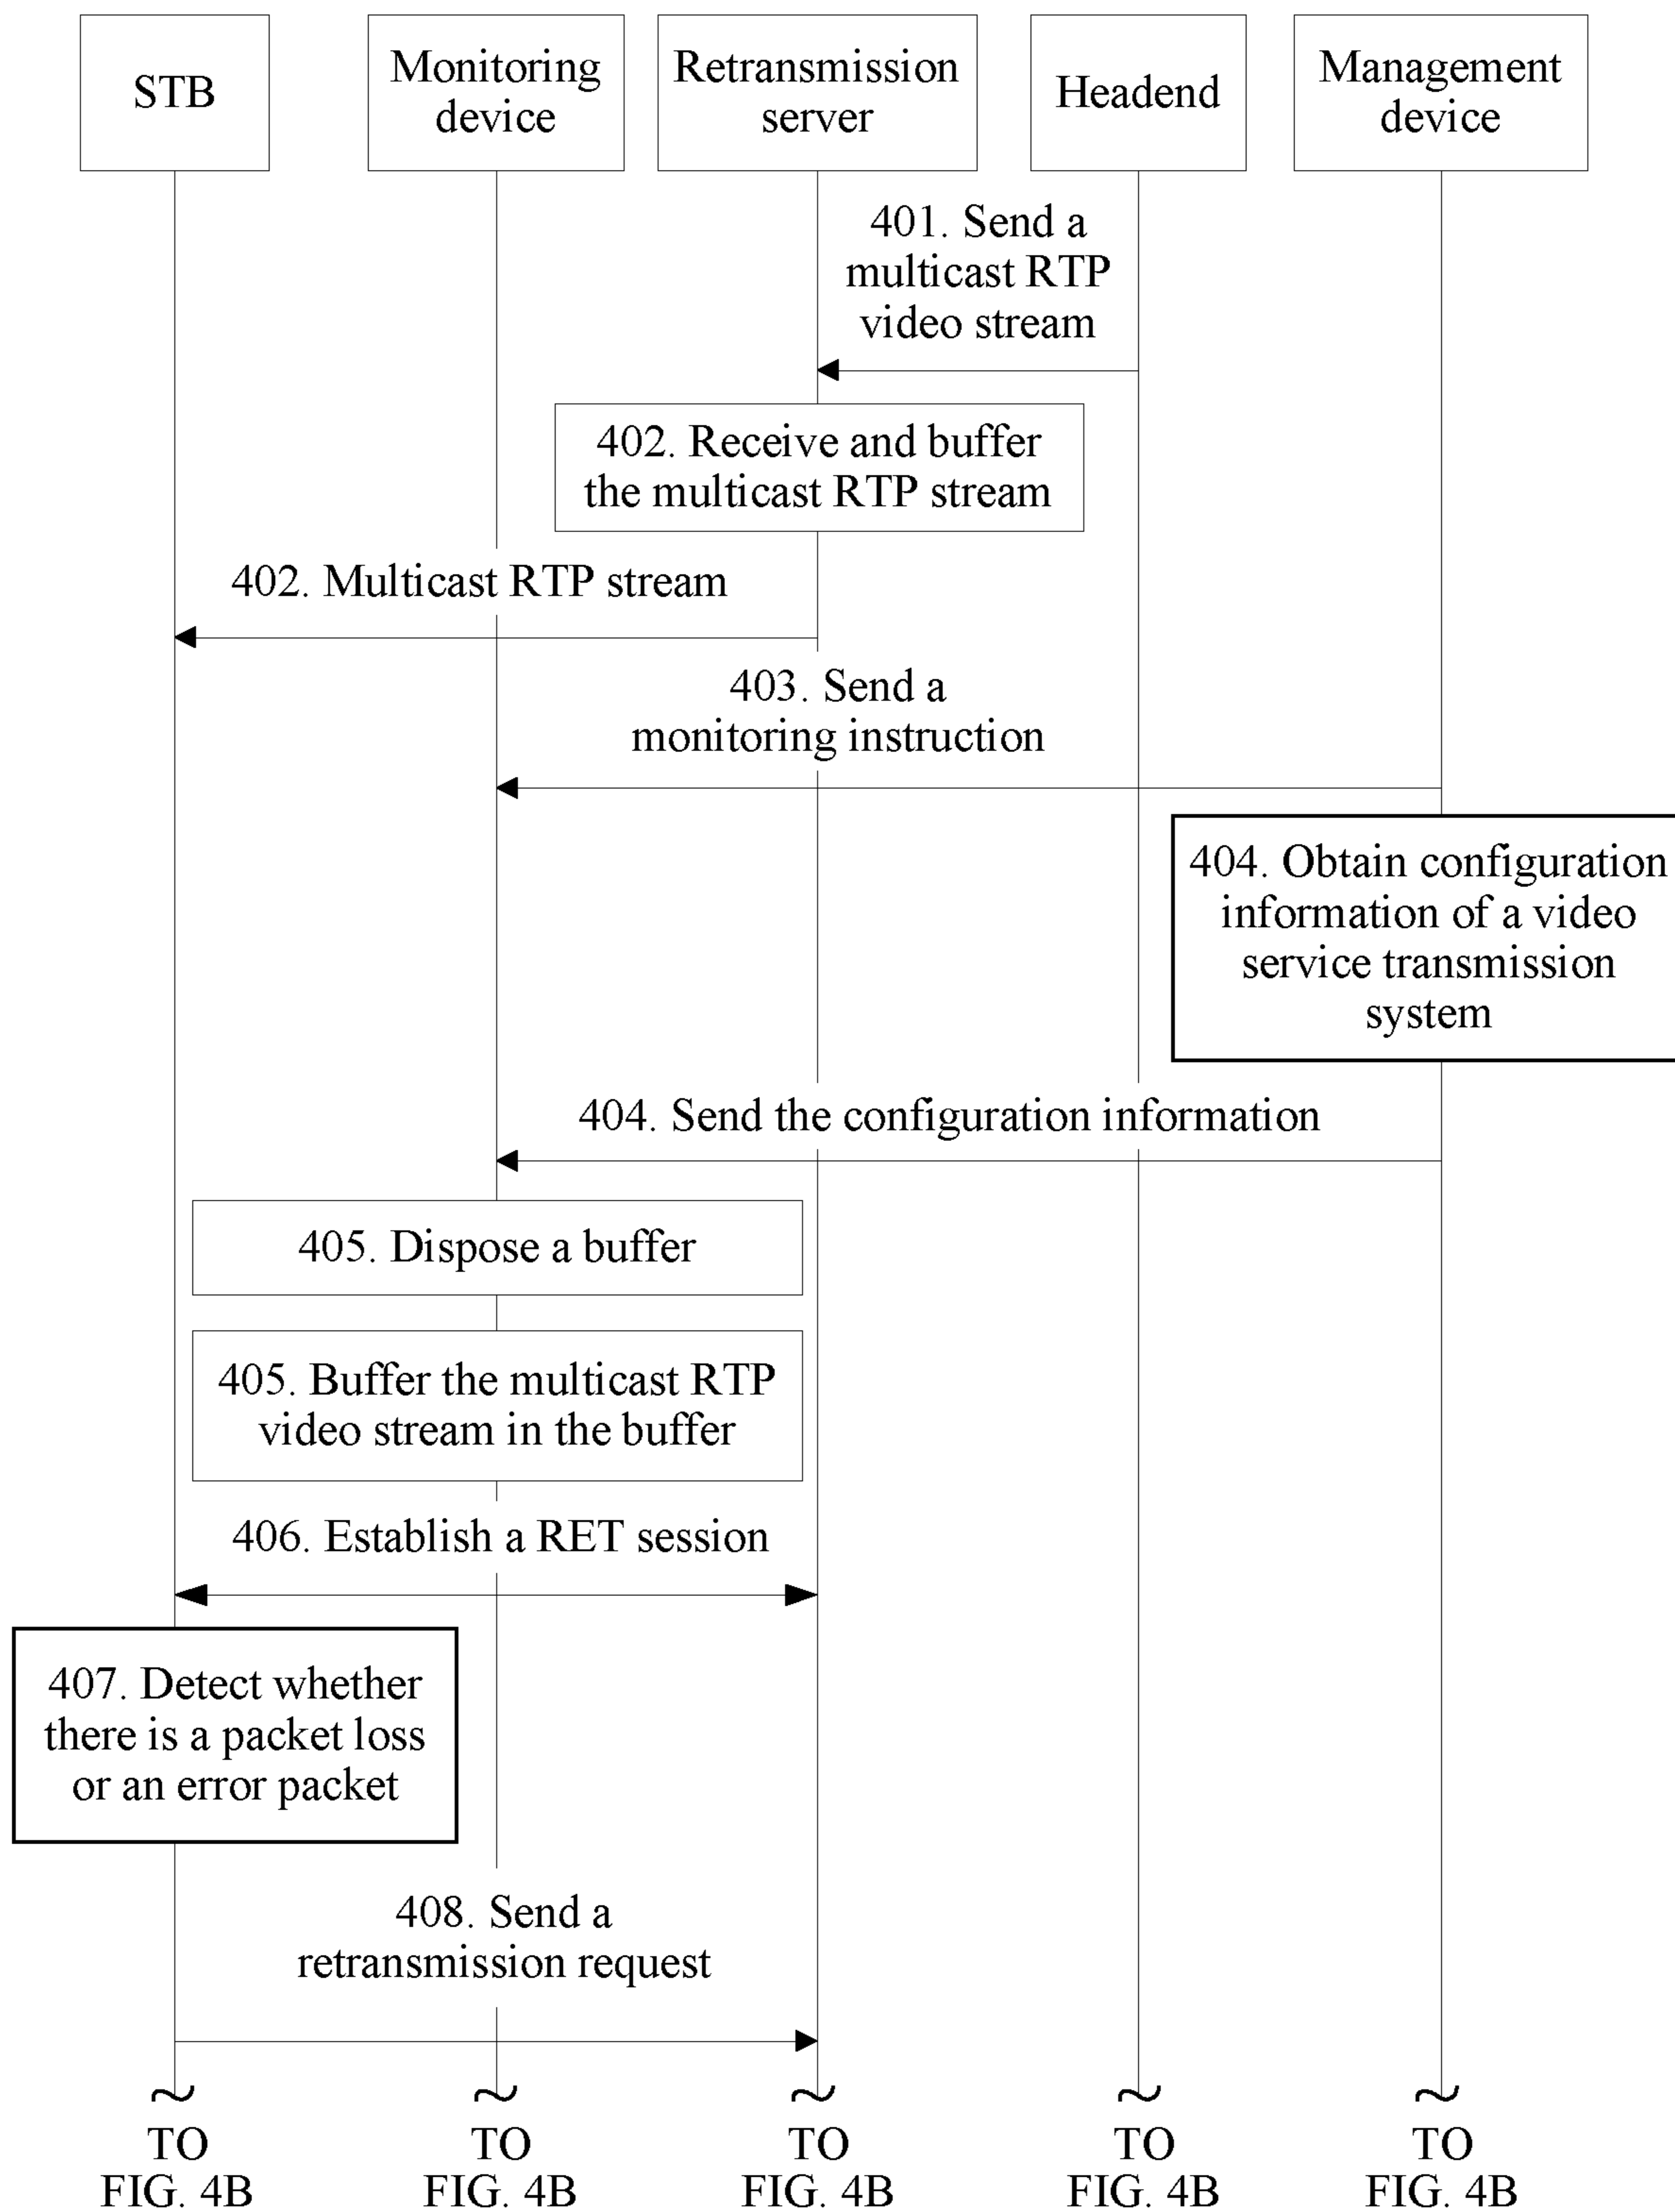 STB
Monitoring
device
Retransmission
server
Headend
Management
device
401. Send a
multicast RTP
video stream
402. Receive and buffer
the multicast RTP stream
402. Multicast RTP stream
403. Send a
monitoring instruction
404. Obtain configuration
information of a video
service transmission
system
404. Send the configuration information
405. Dispose a buffer
405. Buffer the multicast RTP
video stream in the buffer
406. Establish a RET session
407. Detect whether
there is a packet loss
or an error packet
408. Send a
retransmission request
TO
FIG. 4B
TO
FIG. 4B
TO
FIG. 4B
TO
FIG. 4B
TO
FIG. 4B